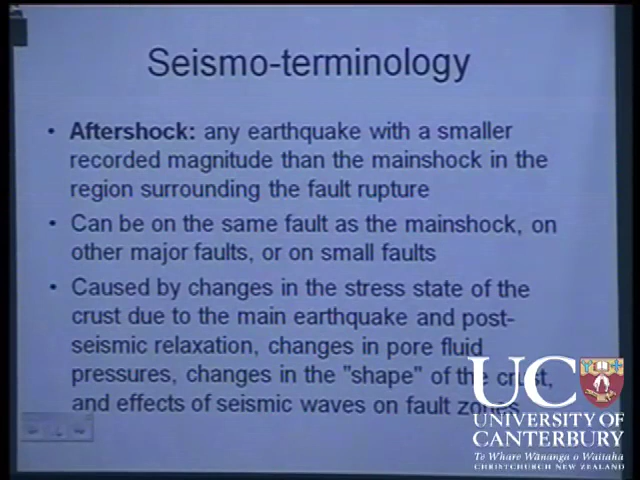 Seismo-terminology
• Aftershock: any earthquake with a smaller
recorded magnitude than the mainshock in the
region surrounding the fault rupture
• Can be on the same fault as the mainshock, on
other major faults, or on small faults
• Caused by changes in the stress state of the
crust due to the main earthquake and post-
seismic relaxation, changes in pore fluid
pressures, changes in the "shape" of the crust,
and effects of seismic waves on fault zones
UC
UNIVERSITY OF
CANTERBURY
Te Whare Wānanga o Waitaha
CHRISTCHURCH NEW ZEALAND